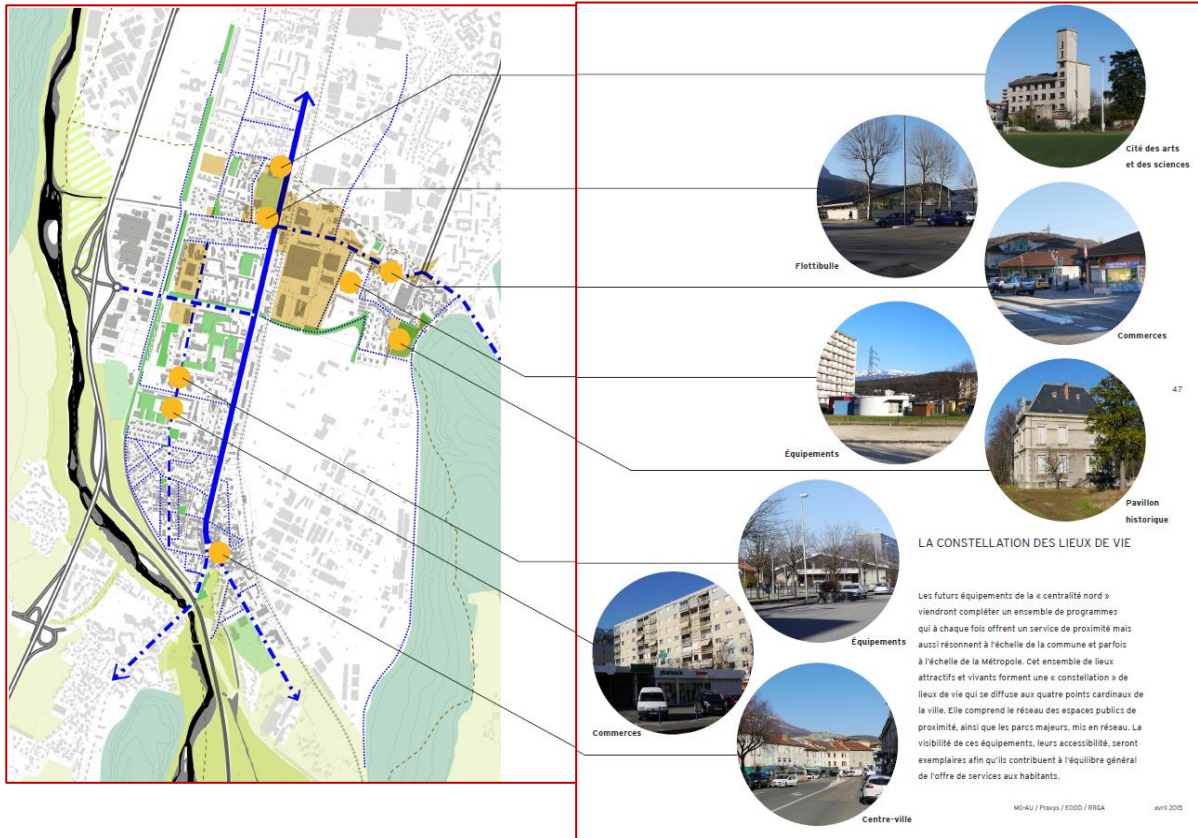 Cité des arts
et des sciences
Flottibulle
Commerces
47
Équipements
Pavillon
historique
LA CONSTELLATION DES LIEUX DE VIE
Les futurs équipements de la « centralité nord »
viendront compléter un ensemble de programmes
qui à chaque fois offrent un service de proximité mais
aussi résonnent à l'échelle de la commune et parfois
à l'échelle de la Métropole. Cet ensemble de lieux
attractifs et vivants forment une « constellation » de
lieux de vie qui se diffuse aux quatre points cardinaux de
la ville. Elle comprend le réseau des espaces publics de
proximité, ainsi que les parcs majeurs, mis en réseau. La
visibilité de ces équipements, leurs accessibilité, seront
exemplaires afin qu'ils contribuent à l'équilibre général
de l'offre de services aux habitants.
Équipements
pharmacie
Commerces
Centre-ville
MG-AU / Praxys / EODD / RR&A
avril 2015